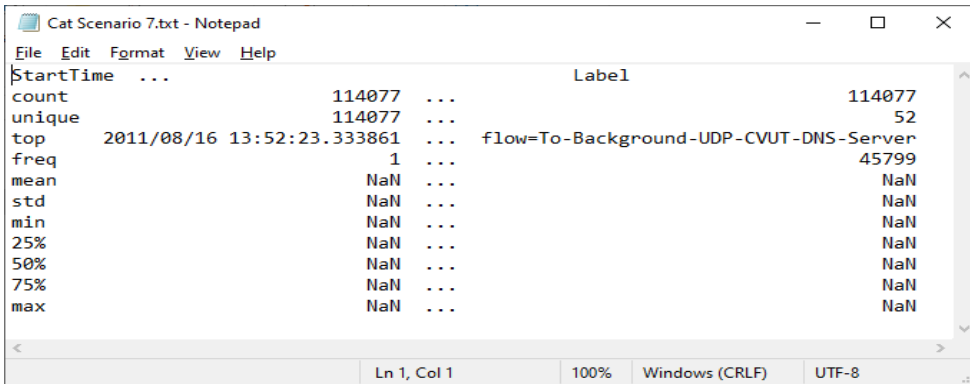 Cat Scenario 7.txt - Notepad
File Edit Format View Help
StartTime ... Label
count 114077 ... 114077
unique 114077 ... 52
top 2011/08/16 13:52:23.333861 ... flow=To-Background-UDP-CVUT-DNS-Server
freq 1 ... 45799
mean NaN ... NaN
std NaN ... NaN
min NaN ... NaN
25% NaN ... NaN
50% NaN ... NaN
75% NaN ... NaN
max NaN ... NaN
Ln 1, Col 1 100% Windows (CRLF) UTF-8